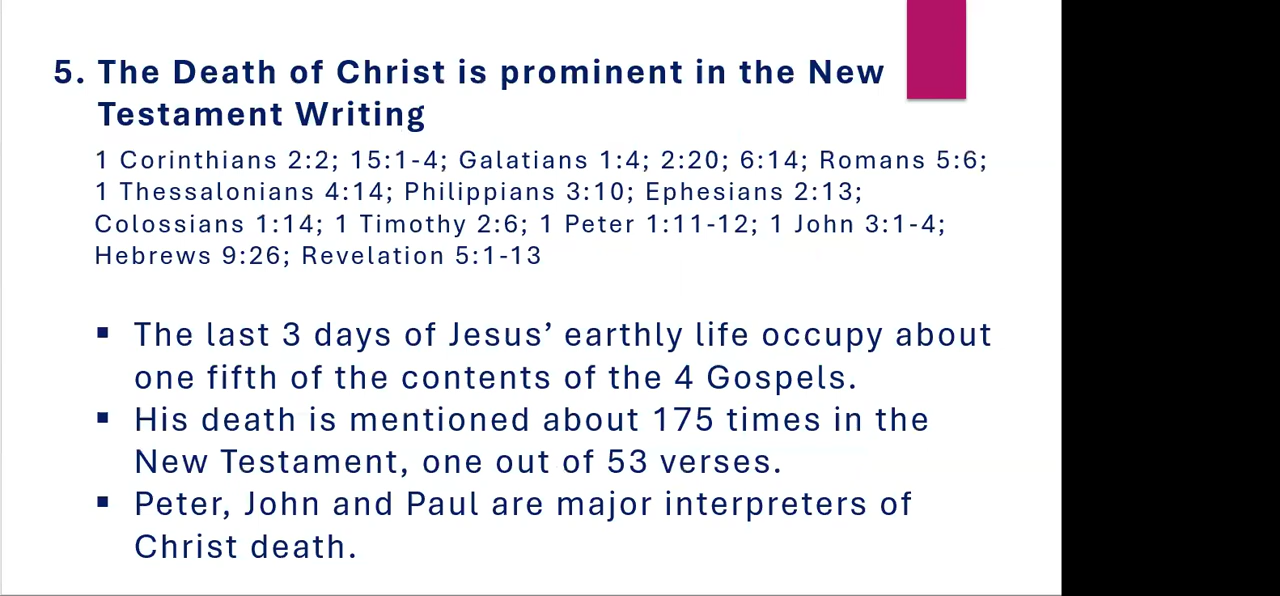 5. The Death of Christ is prominent in the New
Testament Writing
1 Corinthians 2:2; 15:1-4; Galatians 1:4; 2:20; 6:14; Romans 5:6;
1 Thessalonians 4:14; Philippians 3:10; Ephesians 2:13;
Colossians 1:14; 1 Timothy 2:6; 1 Peter 1:11-12; 1 John 3:1-4;
Hebrews 9:26; Revelation 5:1-13
▪ The last 3 days of Jesus’ earthly life occupy about
one fifth of the contents of the 4 Gospels.
▪ His death is mentioned about 175 times in the
New Testament, one out of 53 verses.
▪ Peter, John and Paul are major interpreters of
Christ death.